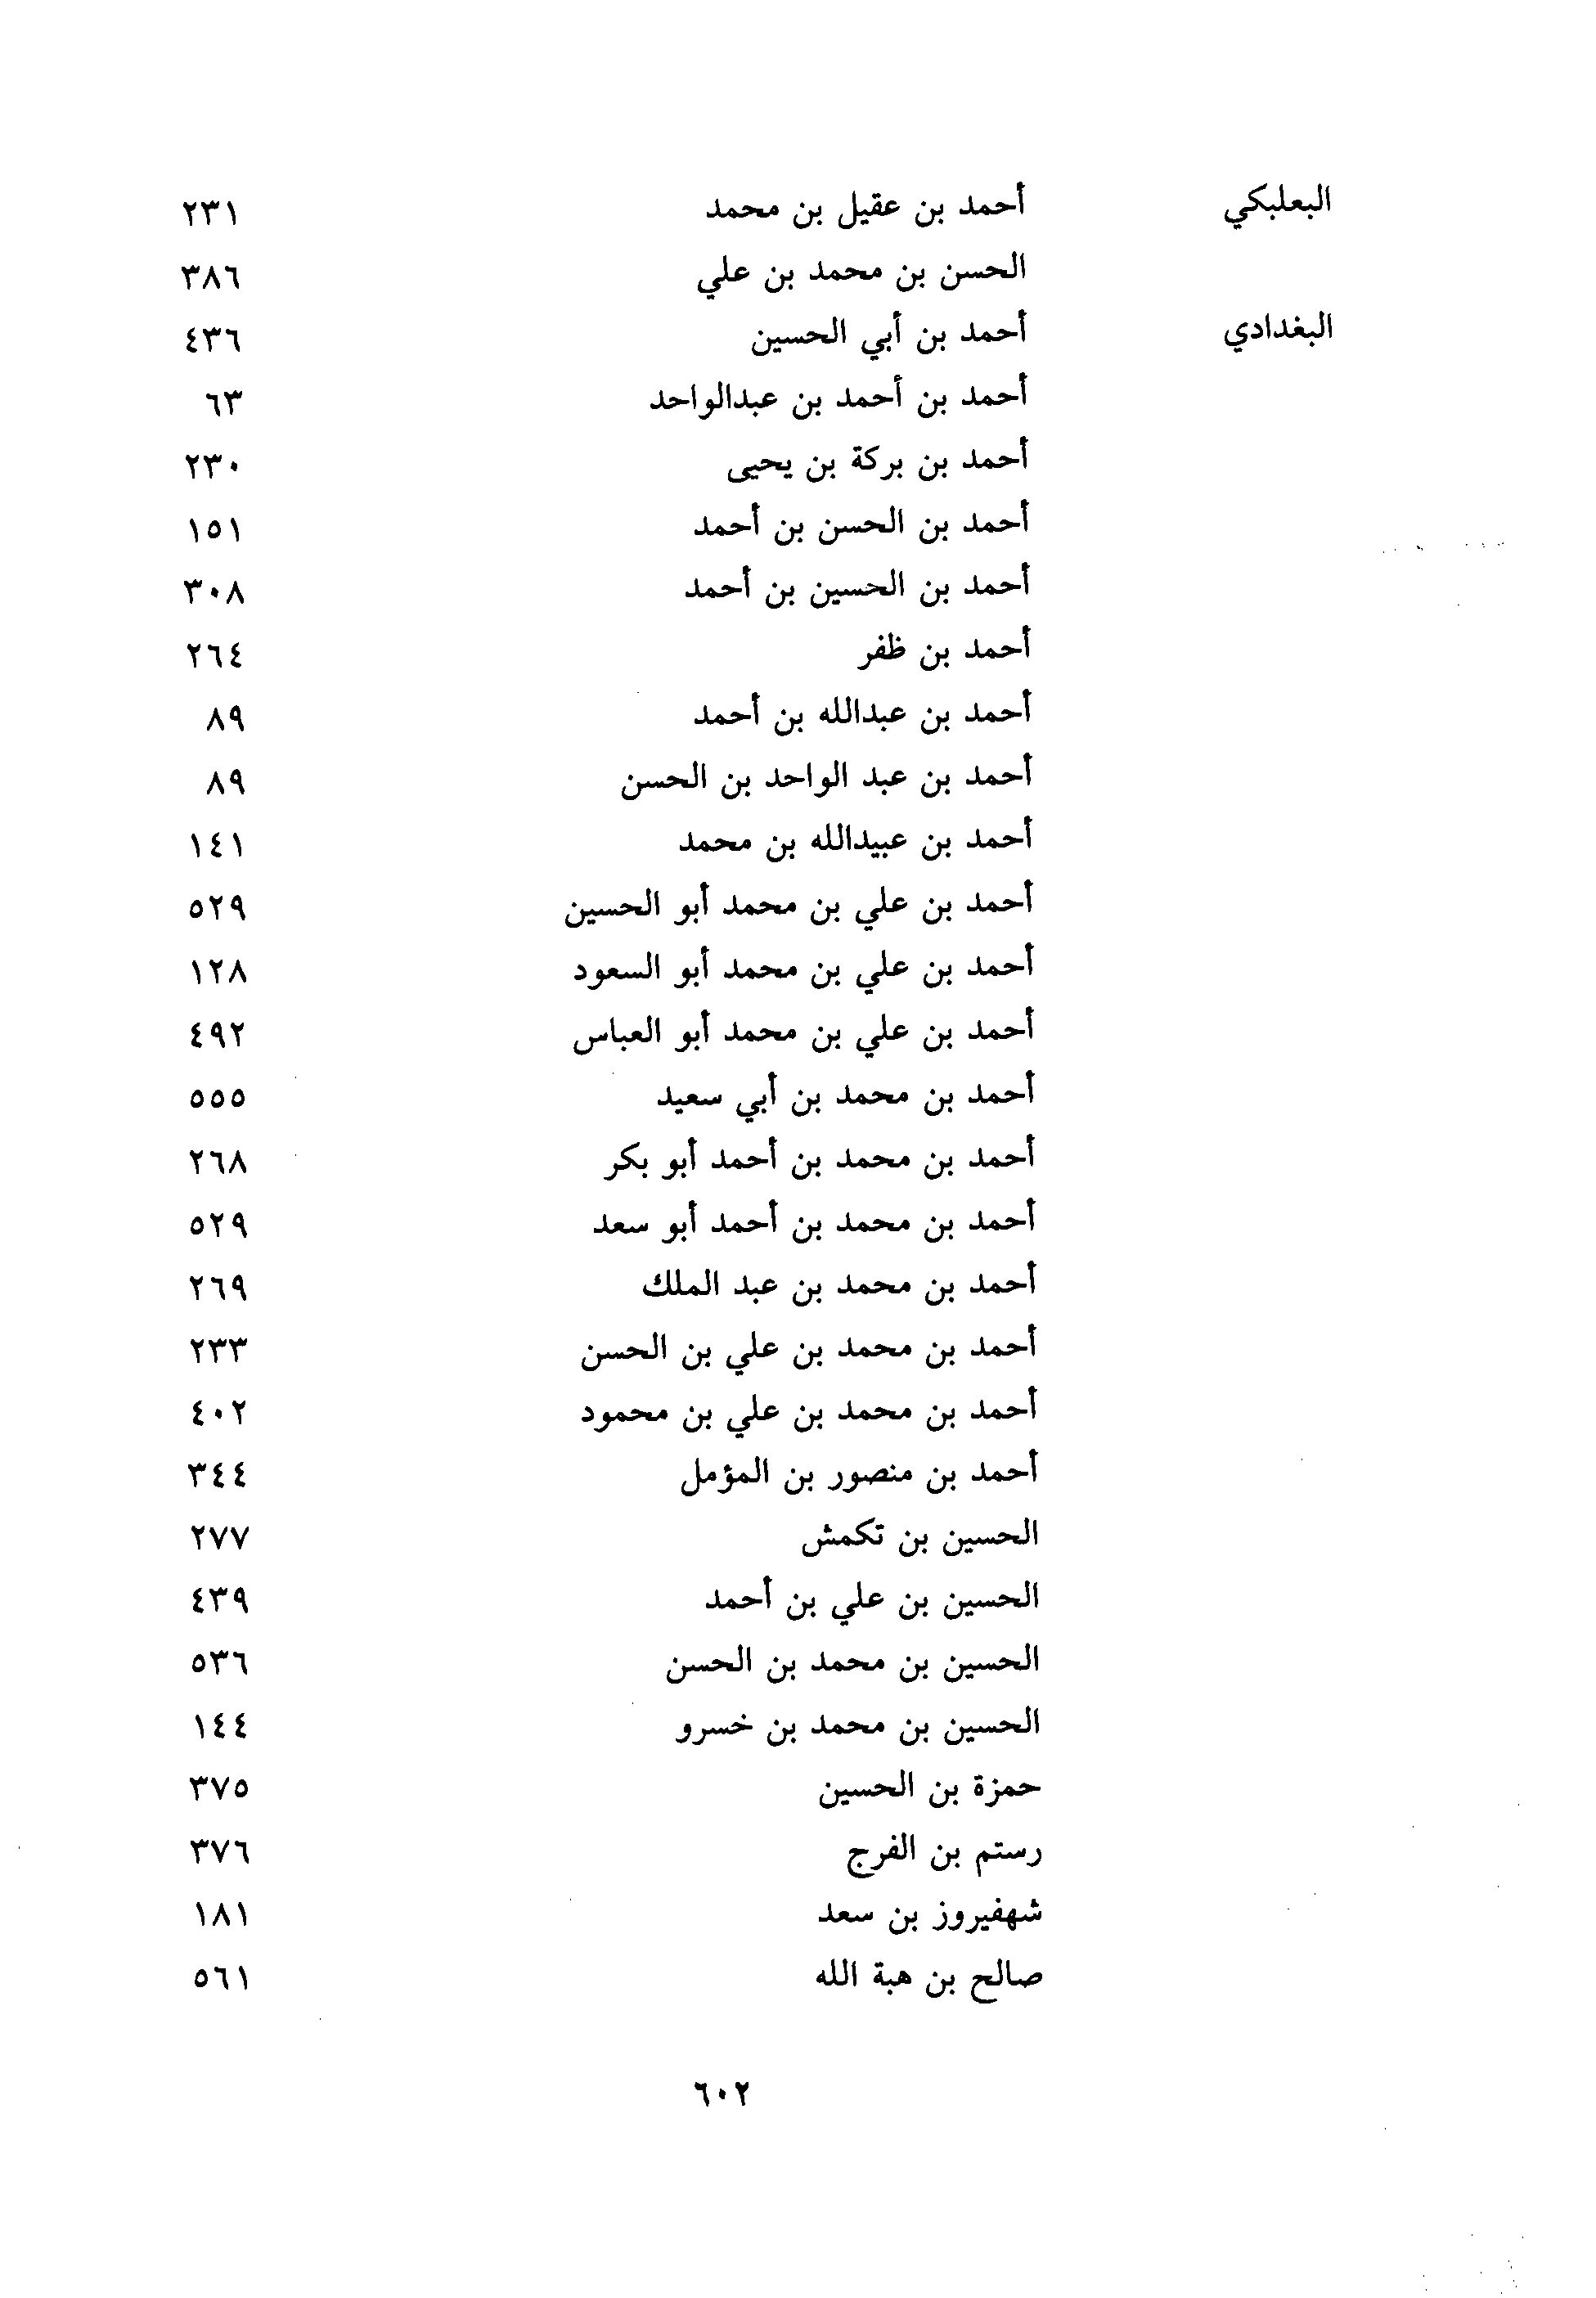 البعلبكي أحمد بن عقيل بن محمد ٢٣١
الحسن بن محمد بن علي ٣٨٦
البغدادي أحمد بن أبي الحسين ٤٣٦
أحمد بن أحمد بن عبدالواحد ٦٣
أحمد بن بركة بن يحيى ٢٣٠
أحمد بن الحسن بن أحمد ١٥١
أحمد بن الحسين بن أحمد ٣٠٨
أحمد بن ظفر ٢٦٤
أحمد بن عبدالله بن أحمد ٨٩
أحمد بن عبد الواحد بن الحسن ٨٩
أحمد بن عبيدالله بن محمد ١٤١
أحمد بن علي بن محمد أبو الحسين ٥٢٩
أحمد بن علي بن محمد أبو السعود ١٢٨
أحمد بن علي بن محمد أبو العباس ٤٩٢
أحمد بن محمد بن أبي سعيد ٥٥٥
أحمد بن محمد بن أحمد أبو بكر ٢٦٨
أحمد بن محمد بن أحمد أبو سعد ٥٢٩
أحمد بن محمد بن عبد الملك ٢٦٩
أحمد بن محمد بن علي بن الحسن ٢٣٣
أحمد بن محمد بن علي بن محمود ٤٠٢
أحمد بن منصور بن المؤمل ٣٤٤
الحسين بن تكمش ٢٧٧
الحسين بن علي بن أحمد ٤٣٩
الحسين بن محمد بن الحسن ٥٣٦
الحسين بن محمد بن خسرو ١٤٤
حمزة بن الحسين ٣٧٥
رستم بن الفرج ٣٧٦
شهفيروز بن سعد ١٨١
صالح بن هبة الله ٥٦١
٦٠٢